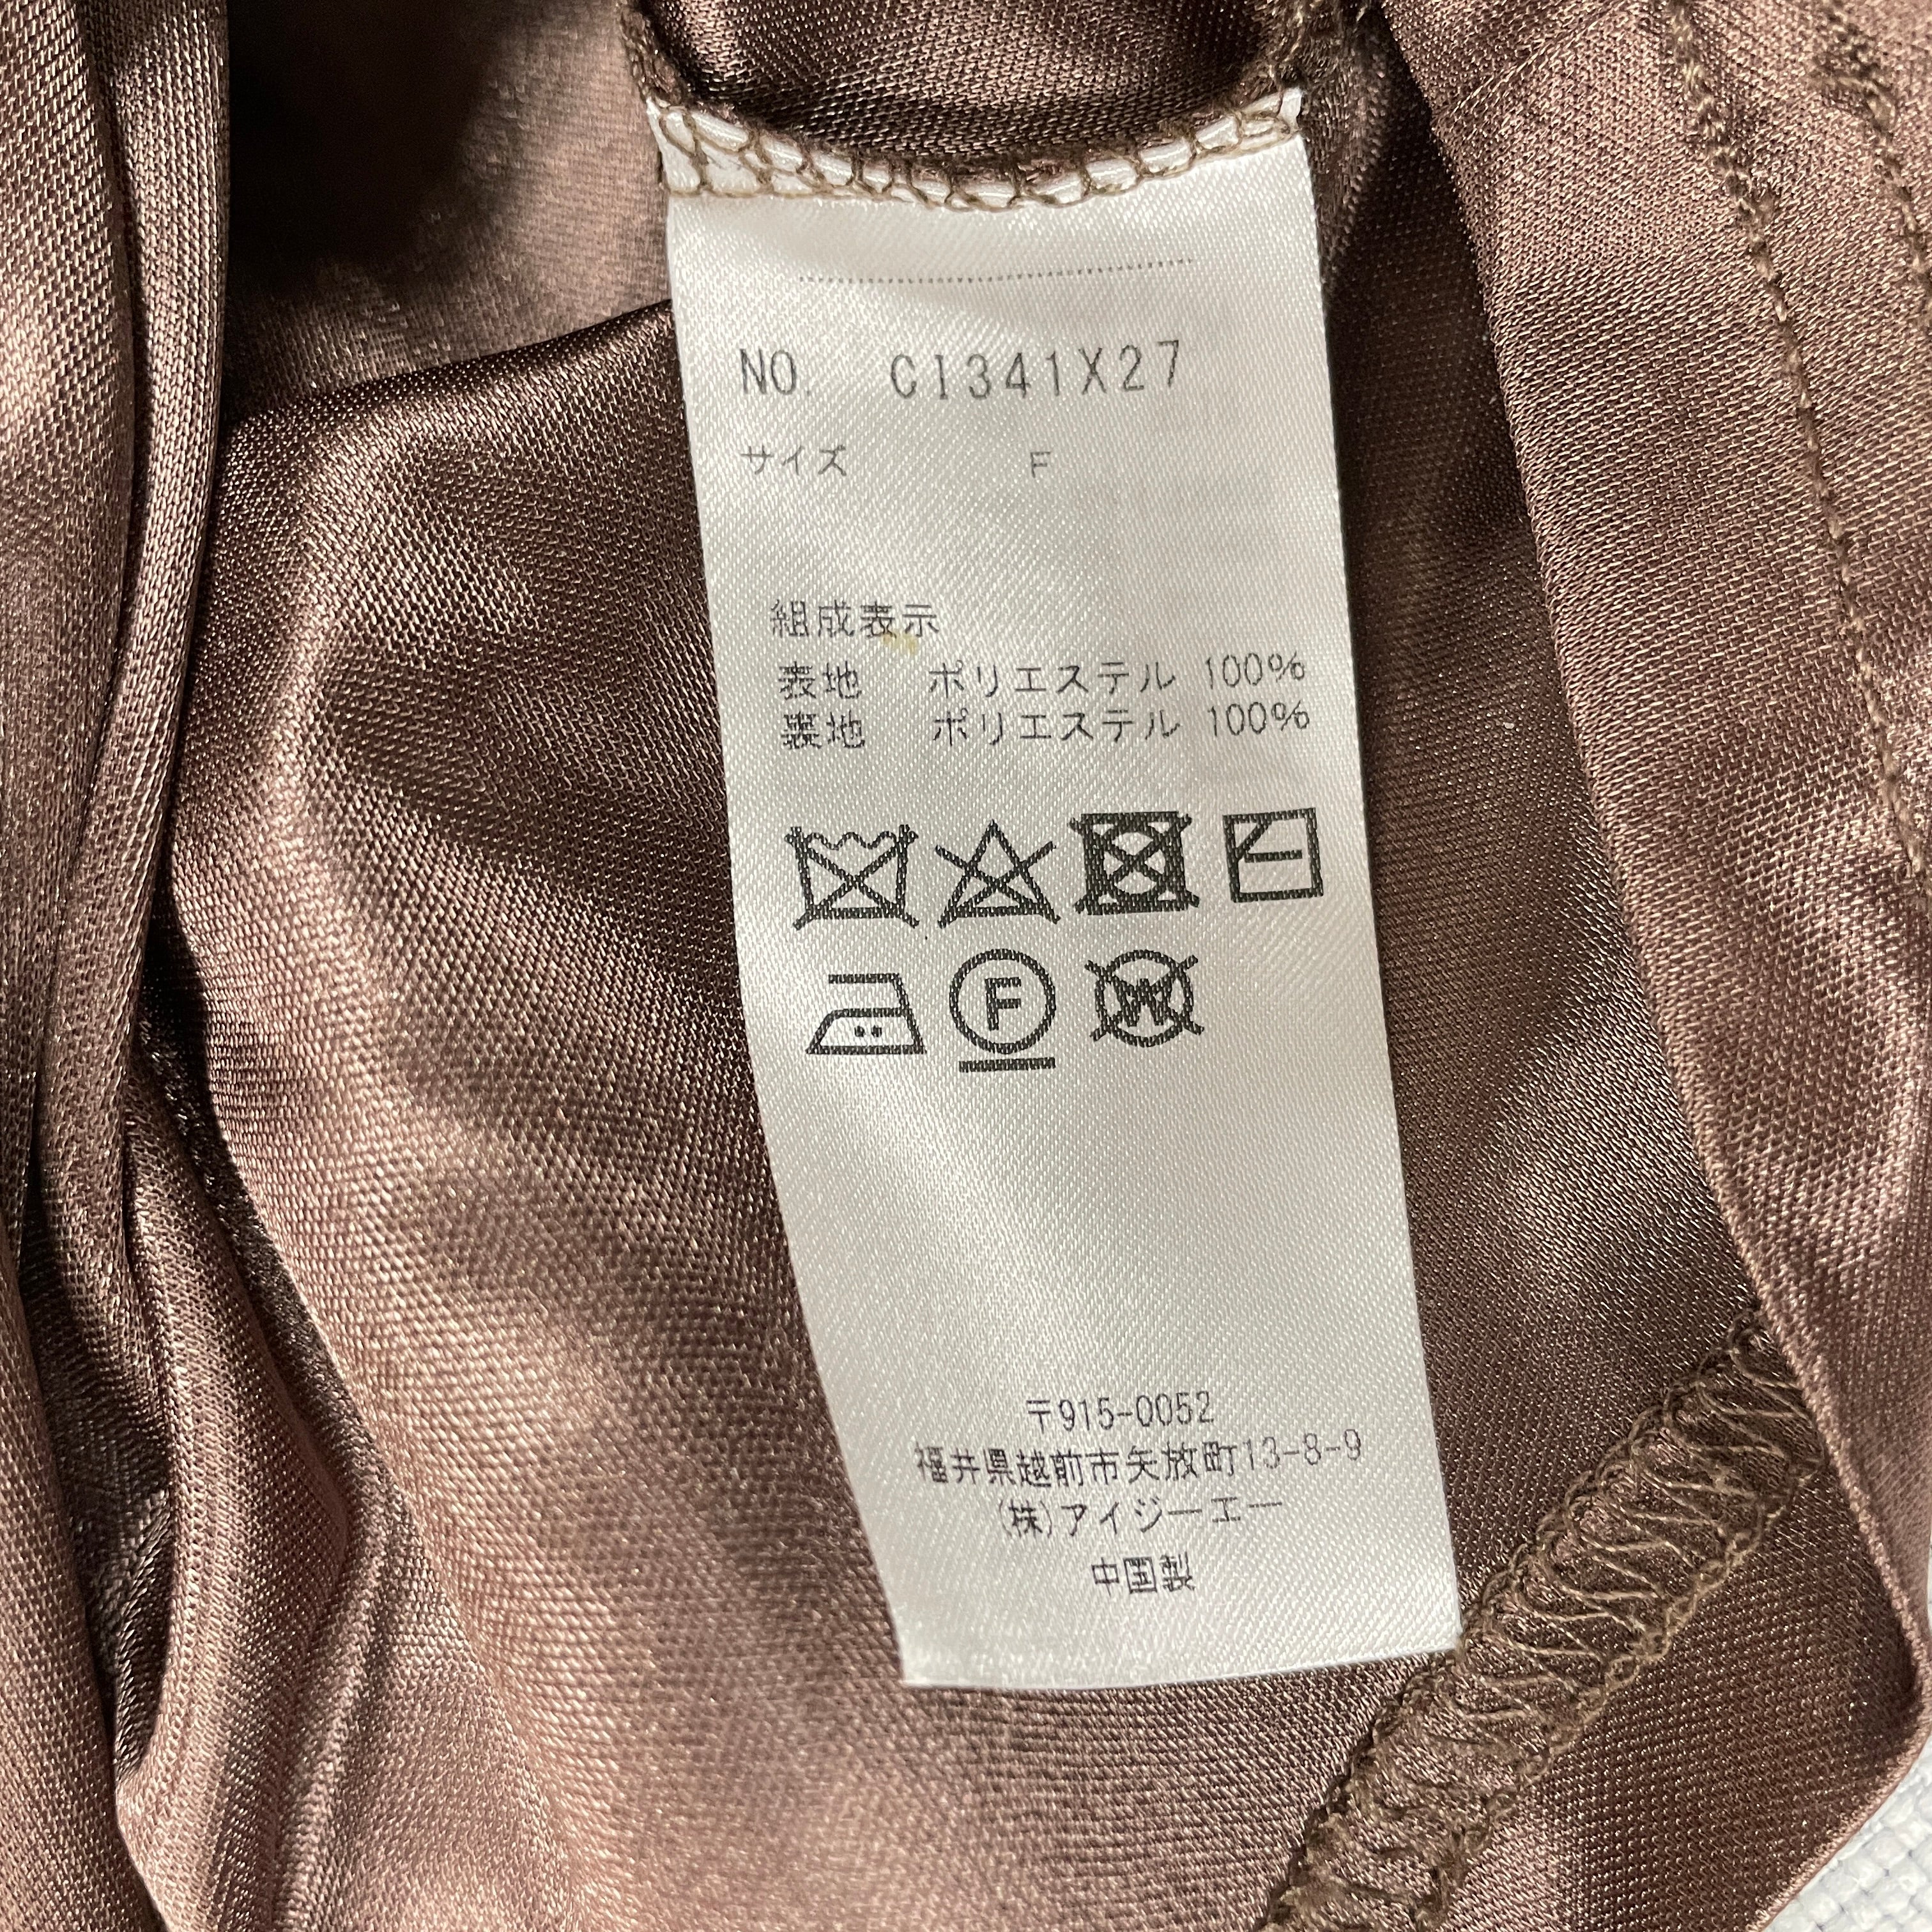 NO. CI341X27
サイズ F
組成表示
表地 ポリエステル 100%
裏地 ポリエステル 100%
F W
〒915-0052
福井県越前市矢放町13-8-9
(株)アイジーエー
中国製